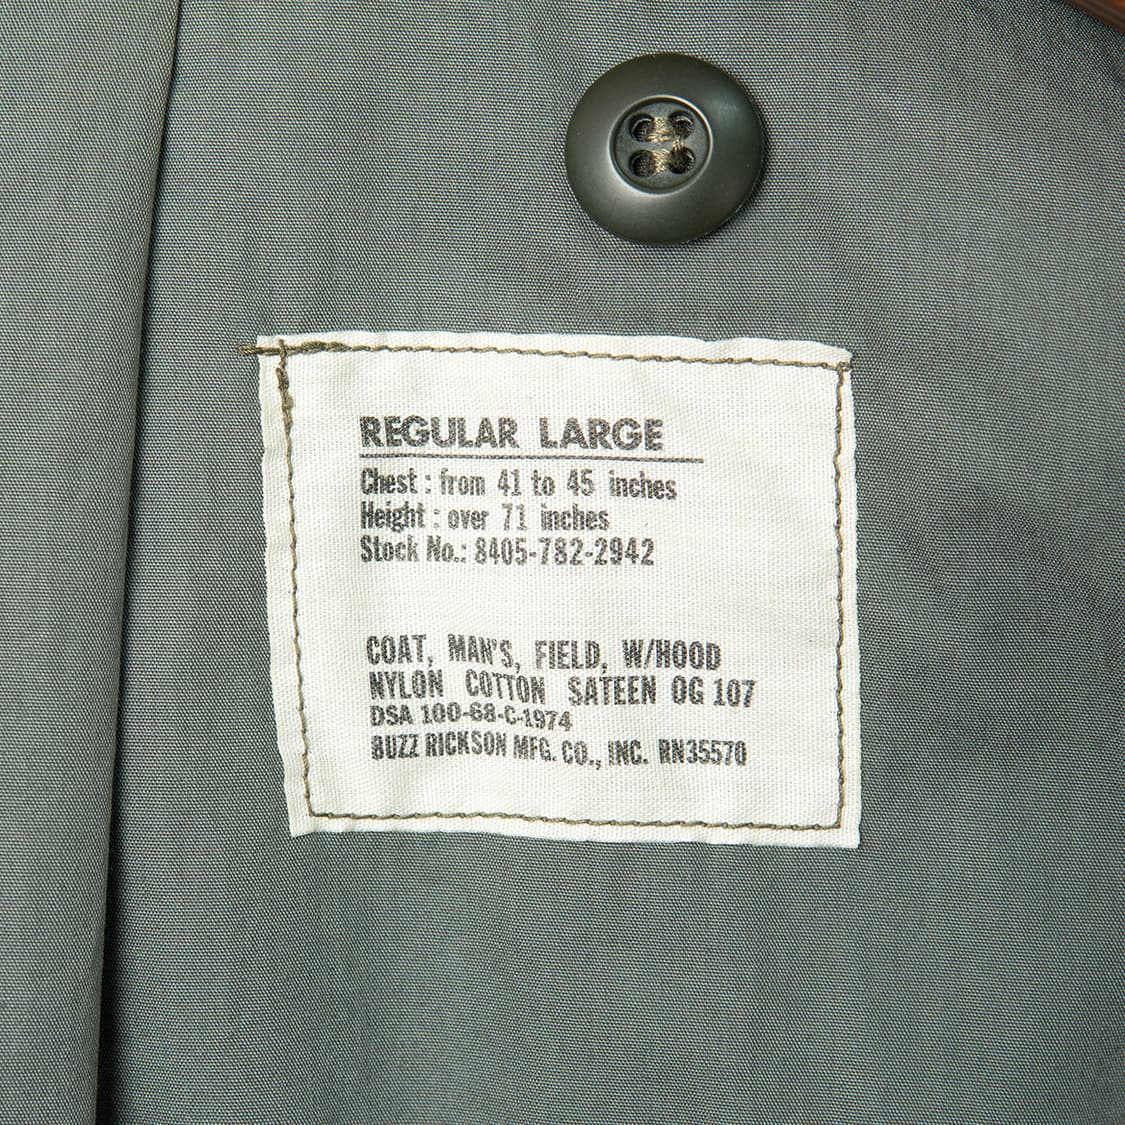 REGULAR LARGE
Chest : from 41 to 45 inches
Height : over 71 inches
Stock No.: 8405-782-2942
COAT, MAN'S, FIELD, W/HOOD
NYLON COTTON SATEEN OG 107
DSA 100-68-C-1974
BUZZ RICKSON MFG. CO., INC. RN35570